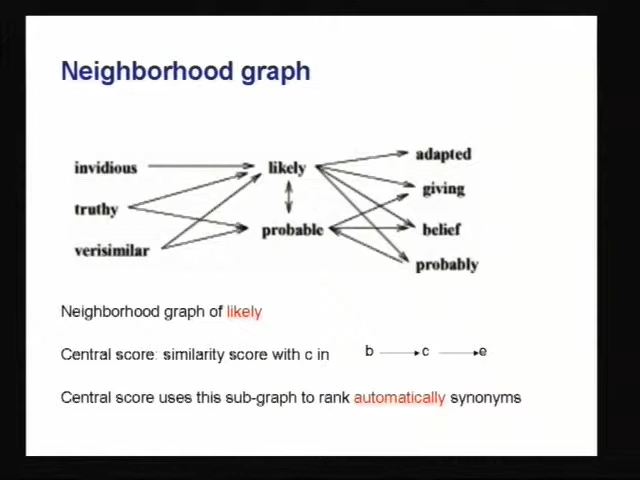 Neighborhood graph
invidious
truthy
verisimilar
likely
probable
adapted
giving
belief
probably
Neighborhood graph of likely
Central score: similarity score with c in b c e
Central score uses this sub-graph to rank automatically synonyms